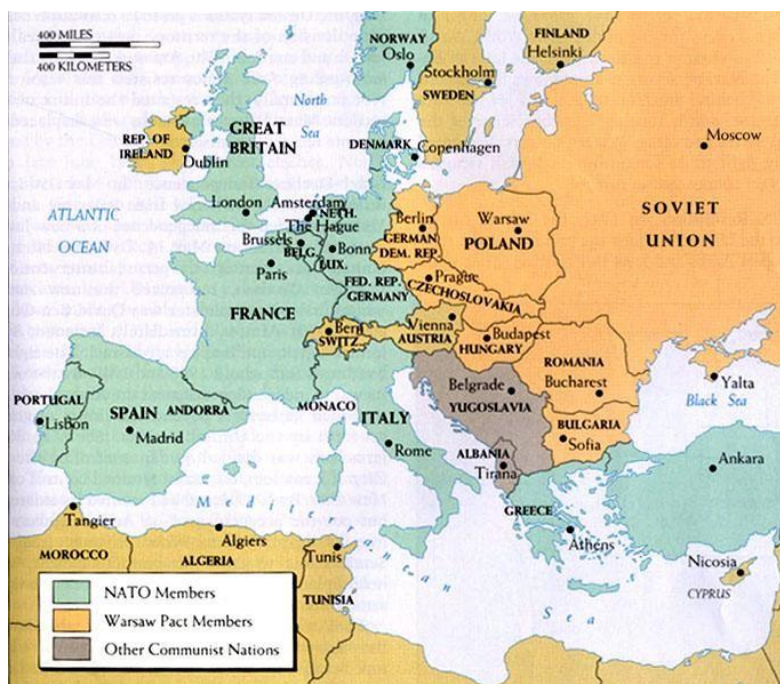 400 MILES
400 KILOMETERS
NORWAY
Oslo
FINLAND
Helsinki
Stockholm
SWEDEN
North
Sea
REP. OF
IRELAND
Dublin
GREAT
BRITAIN
DENMARK
Copenhagen
Moscow
SOVIET
UNION
ATLANTIC
OCEAN
London
Amsterdam
NETH.
The Hague
Brussels
BELG.
Bonn
LUX.
Berlin
GERMAN
DEM. REP.
Warsaw
POLAND
Paris
FED. REP.
GERMANY
Prague
CZECHOSLOVAKIA
FRANCE
Bern
SWITZ.
Vienna
AUSTRIA
Budapest
HUNGARY
ROMANIA
Bucharest
Belgrade
YUGOSLAVIA
Yalta
Black Sea
PORTUGAL
Lisbon
SPAIN
Madrid
ANDORRA
MONACO
ITALY
Rome
BULGARIA
Sofia
ALBANIA
Tirana
GREECE
Athens
Ankara
Tangier
MOROCCO
Algiers
ALGERIA
Tunis
TUNISIA
Mediterranean
Sea
Nicosia
CYPRUS
NATO Members
Warsaw Pact Members
Other Communist Nations